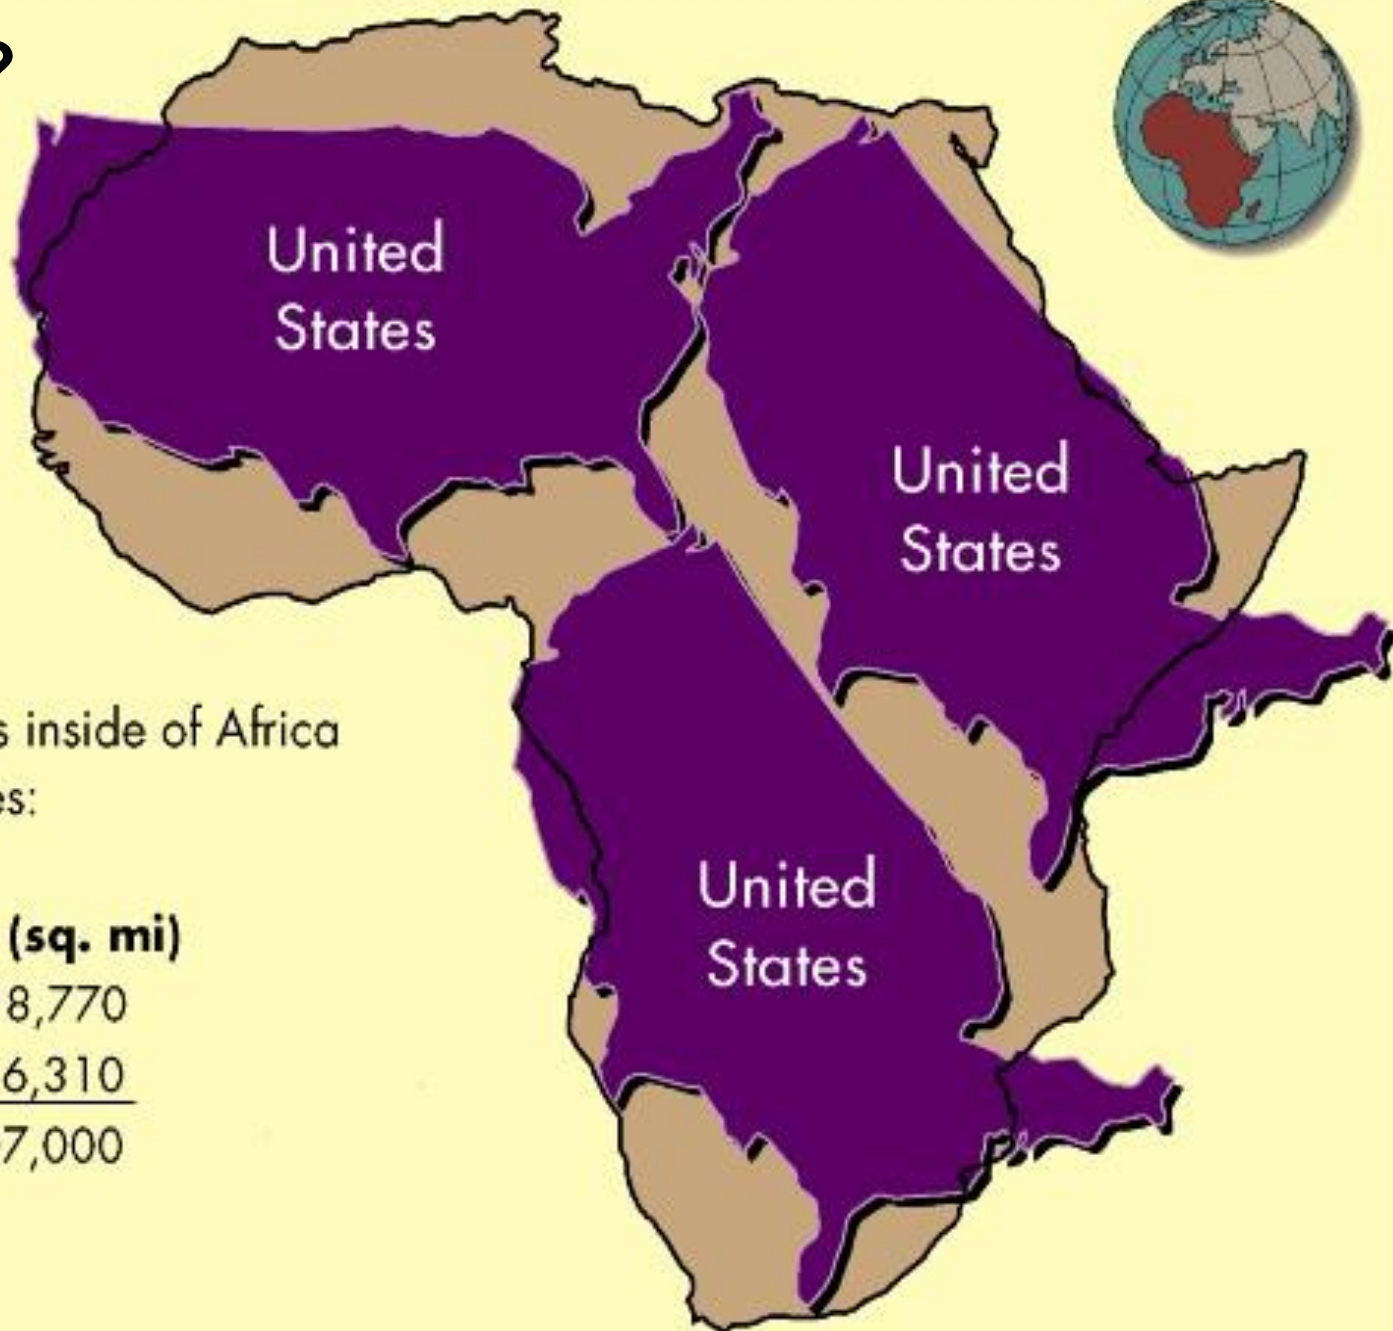 ?
United
States
United
States
s inside of Africa
es:
United
States
(sq. mi)
8,770
6,310
7,000